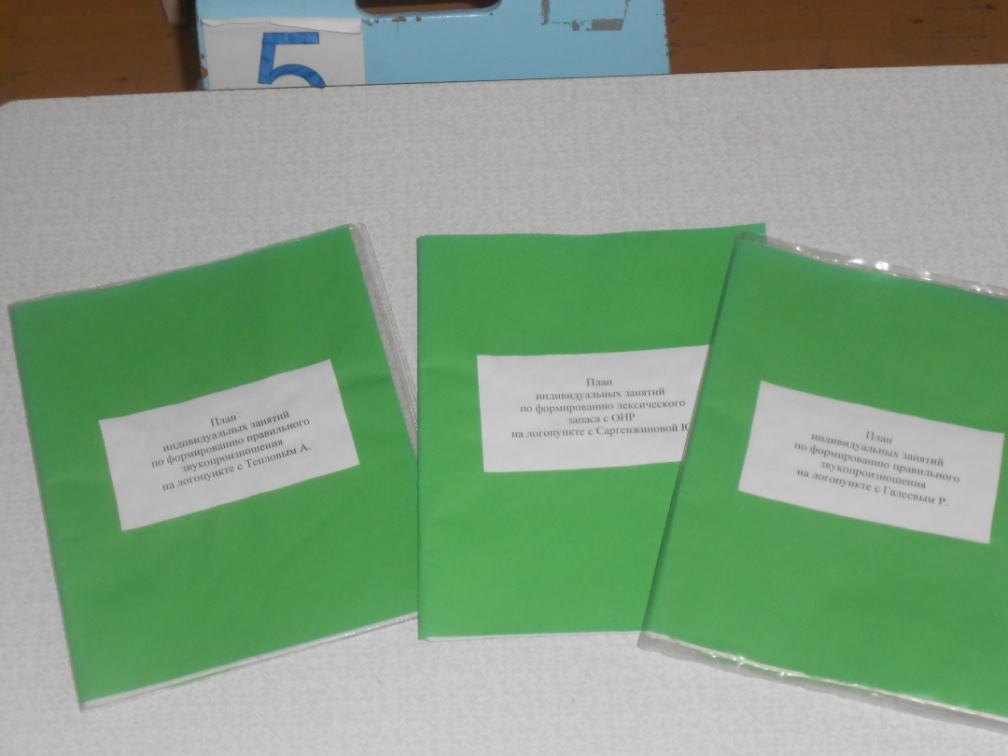 5
План
индивидуальных занятий
по формированию правильного
звукопроизношения
на логопункте с Тепловым А.
План
индивидуальных занятий
по формированию лексического
запаса с ОНР
на логопункте с Саргенжиновой
План
индивидуальных занятий
по формированию правильного
звукопроизношения
на логопункте с Галеевым Р.